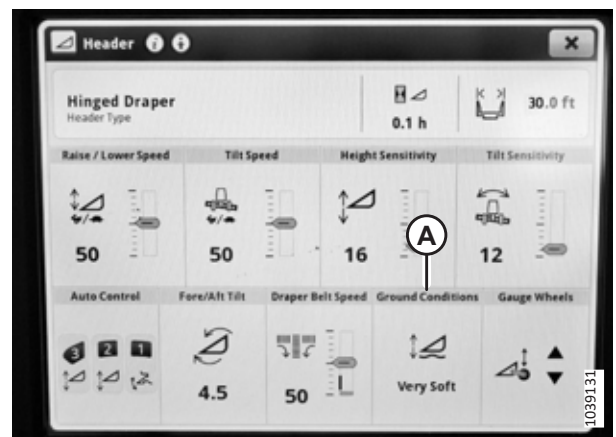 Header
Hinged Draper
Header Type
0.1 h
30.0 ft
Raise / Lower Speed
Tilt Speed
Height Sensitivity
Tilt Sensitivity
50
50
16
12
A
Auto Control
Fore/Aft Tilt
Draper Belt Speed
Ground Conditions
Gauge Wheels
3
2
1
4.5
50
Very Soft
1039131